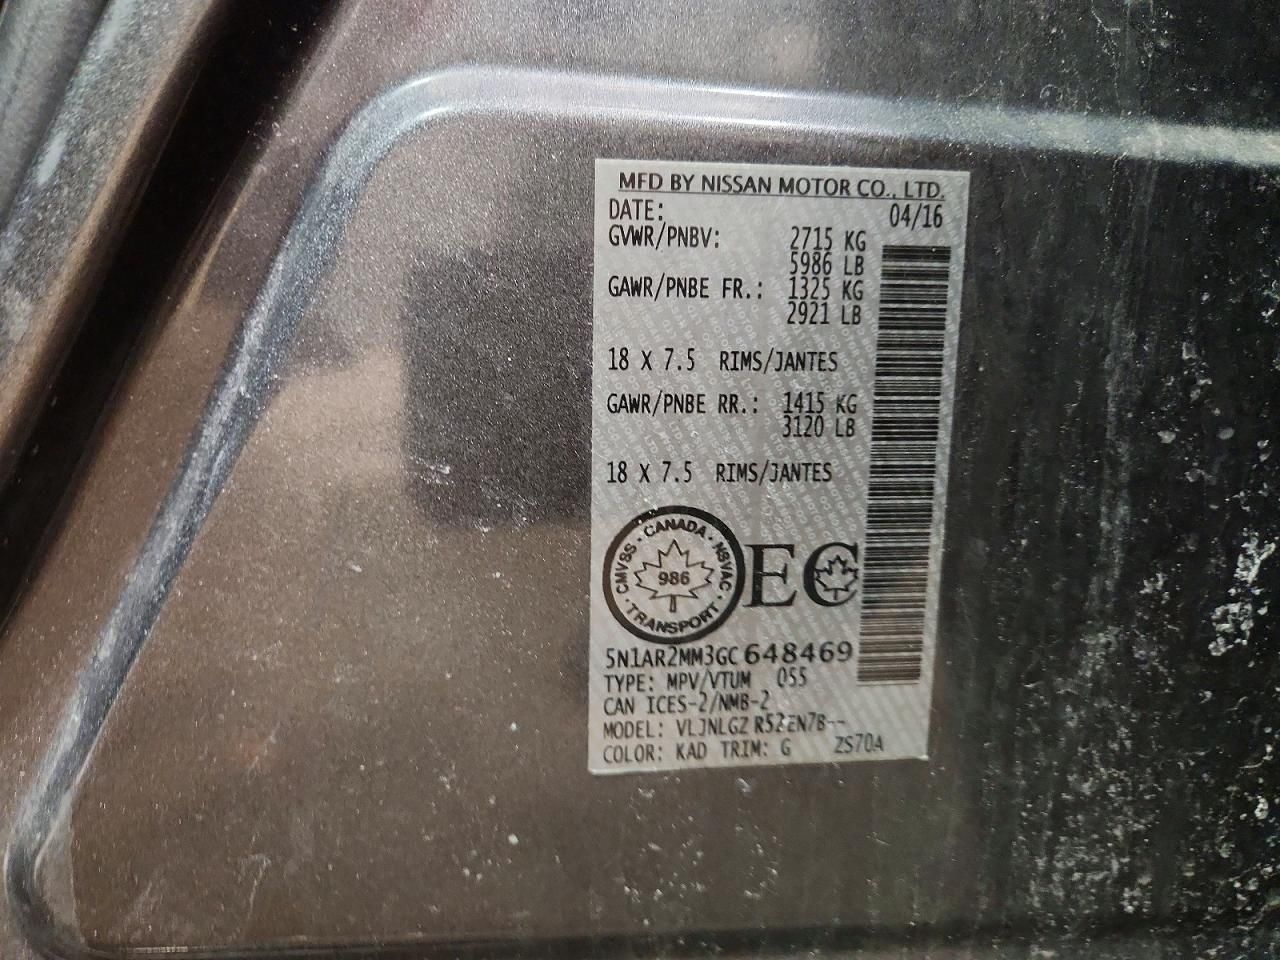 MFD BY NISSAN MOTOR CO., LTD.
DATE: 04/16
GVWR/PNBV: 2715 KG
5986 LB
GAWR/PNBE FR.: 1325 KG
2921 LB
18 X 7.5 RIMS/JANTES
GAWR/PNBE RR.: 1415 KG
3120 LB
18 X 7.5 RIMS/JANTES
CMVSS · CANADA · NSVAC · TRANSPORT ·
986
EC
5N1AR2MM3GC648469
TYPE: MPV/VTUM 055
CAN ICES-2/NMB-2
MODEL: VLJNLGZ R52EN7B--
COLOR: KAD TRIM: G ZS70A